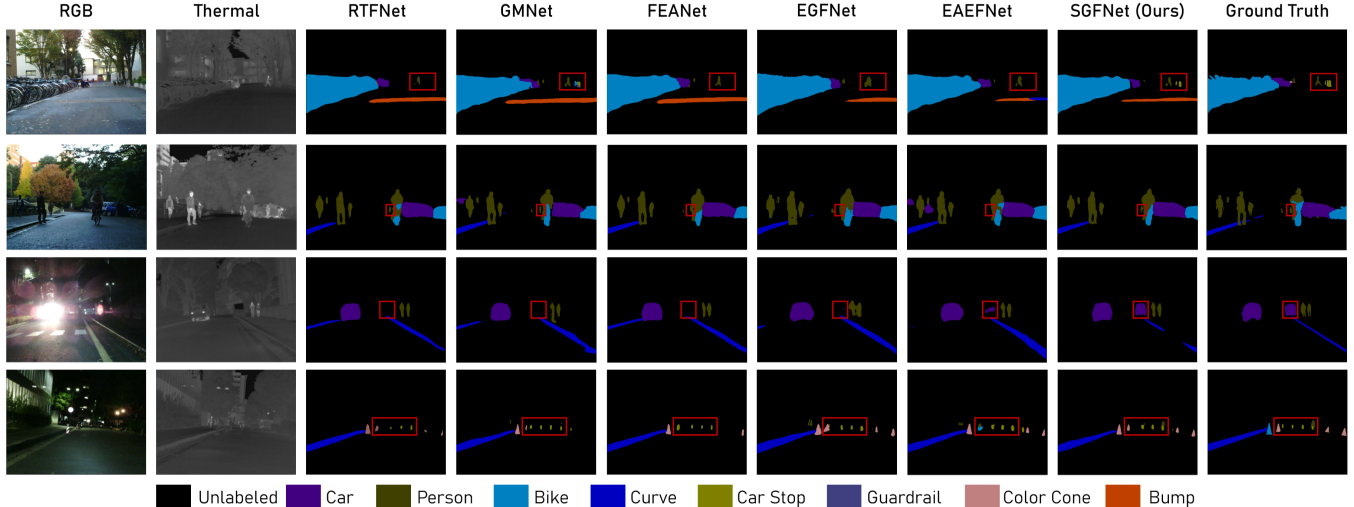 RGB Thermal RTFNet GMNet FEANet EGFNet EAEFNet SGFNet (Ours) Ground Truth
Unlabeled Car Person Bike Curve Car Stop Guardrail Color Cone Bump